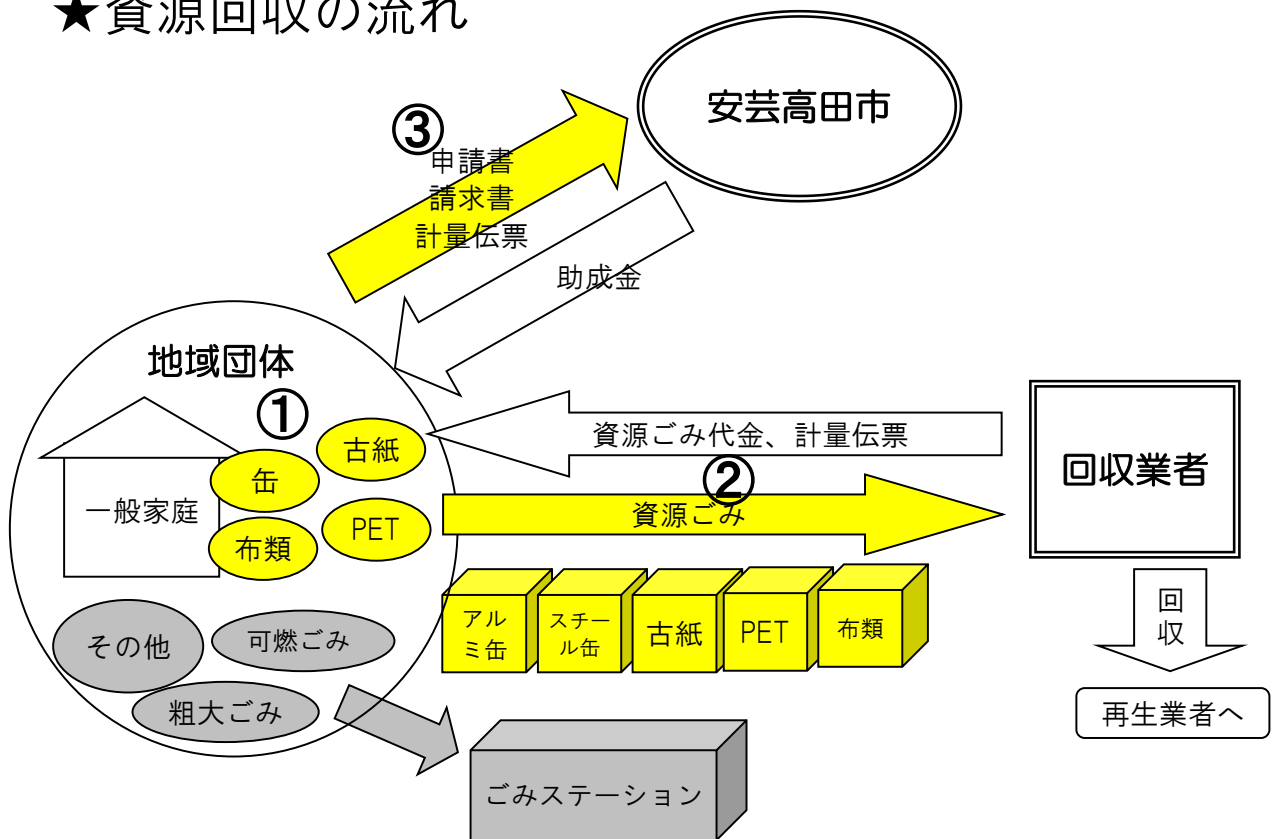 ★資源回収の流れ
安芸高田市
③
申請書
請求書
計量伝票
助成金
地域団体
①
古紙
缶
一般家庭
PET
布類
資源ごみ代金、計量伝票
②
資源ごみ
回収業者
アル
ミ缶
スチー
ル缶
古紙
PET
布類
回
収
再生業者へ
その他
可燃ごみ
粗大ごみ
ごみステーション